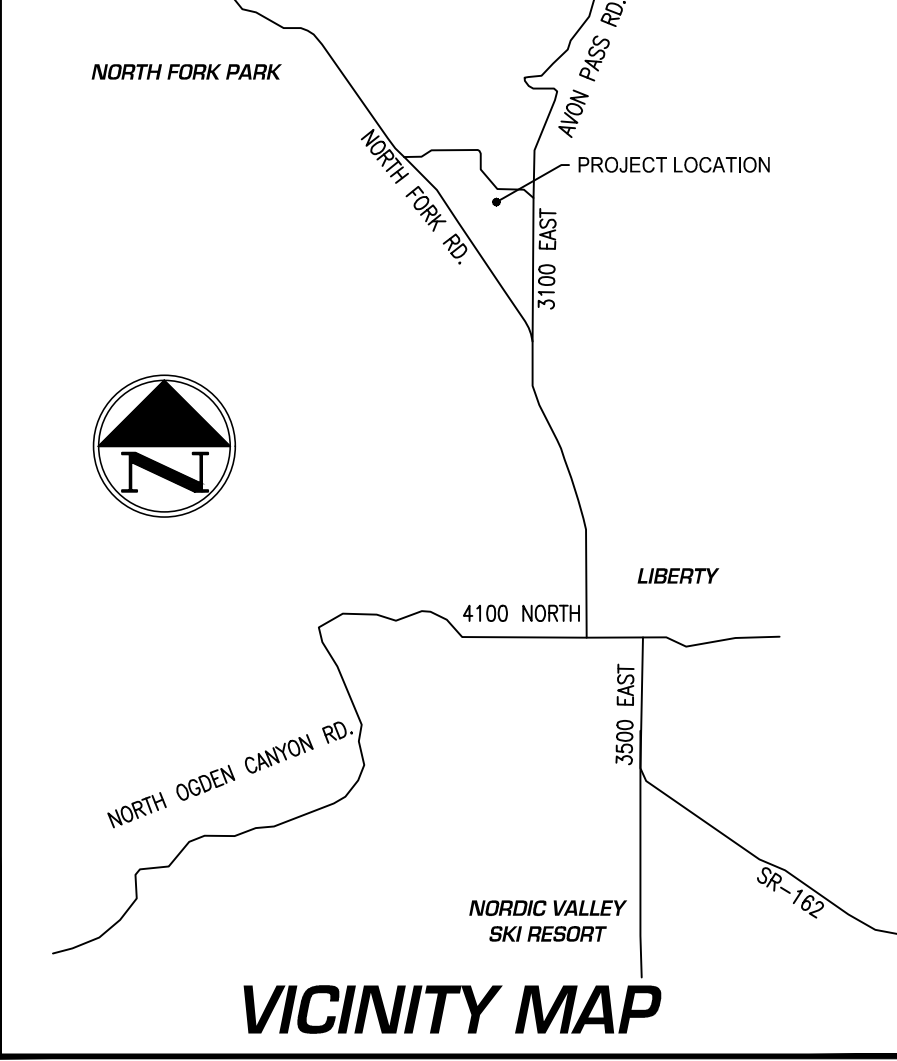 AVON PASS RD.
NORTH FORK PARK
PROJECT LOCATION
NORTH FORK RD.
3100 EAST
N
LIBERTY
4100 NORTH
3500 EAST
NORTH OGDEN CANYON RD.
SR-162
NORDIC VALLEY
SKI RESORT
VICINITY MAP